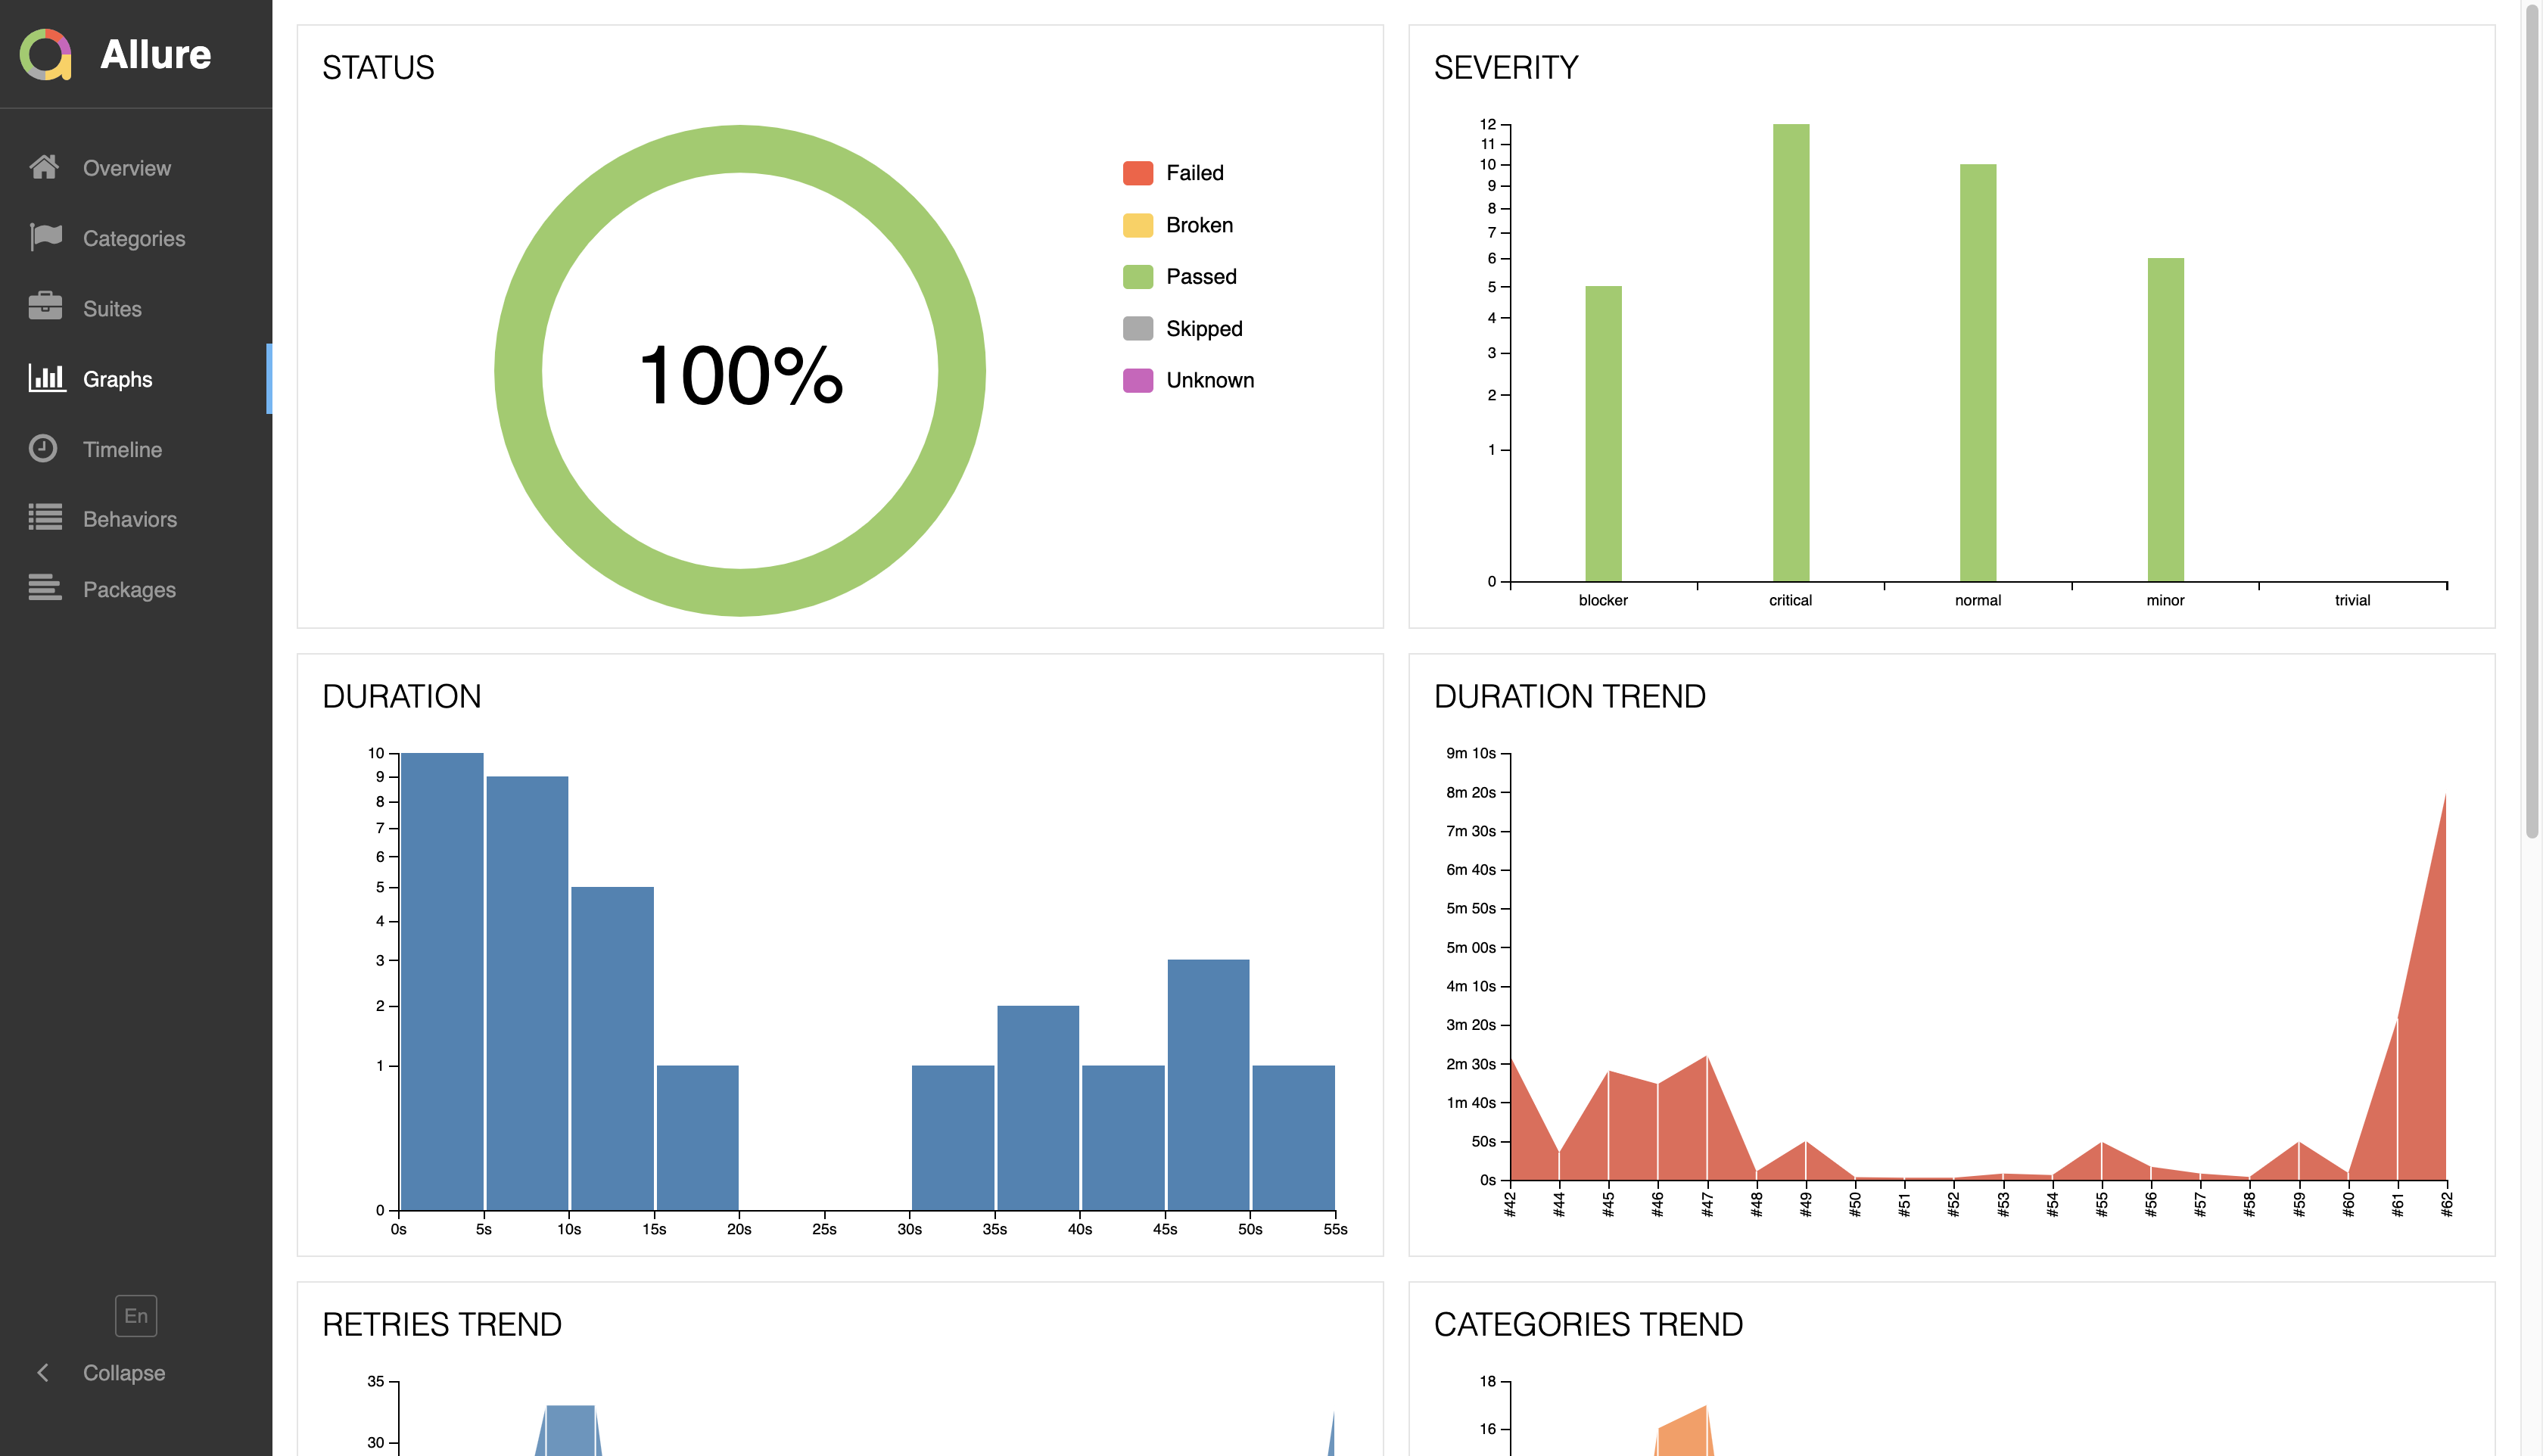 Allure
Overview
Categories
Suites
Graphs
Timeline
Behaviors
Packages
En
Collapse
STATUS
100%
Failed
Broken
Passed
Skipped
Unknown
SEVERITY
12
11
10
9
8
7
6
5
4
3
2
1
0
blocker critical normal minor trivial
DURATION
10
9
8
7
6
5
4
3
2
1
0
0s 5s 10s 15s 20s 25s 30s 35s 40s 45s 50s 55s
DURATION TREND
9m 10s
8m 20s
7m 30s
6m 40s
5m 50s
5m 00s
4m 10s
3m 20s
2m 30s
1m 40s
50s
0s
#42 #44 #45 #46 #47 #48 #49 #50 #51 #52 #53 #54 #55 #56 #57 #58 #59 #60 #61 #62
RETRIES TREND
35
30
CATEGORIES TREND
18
16